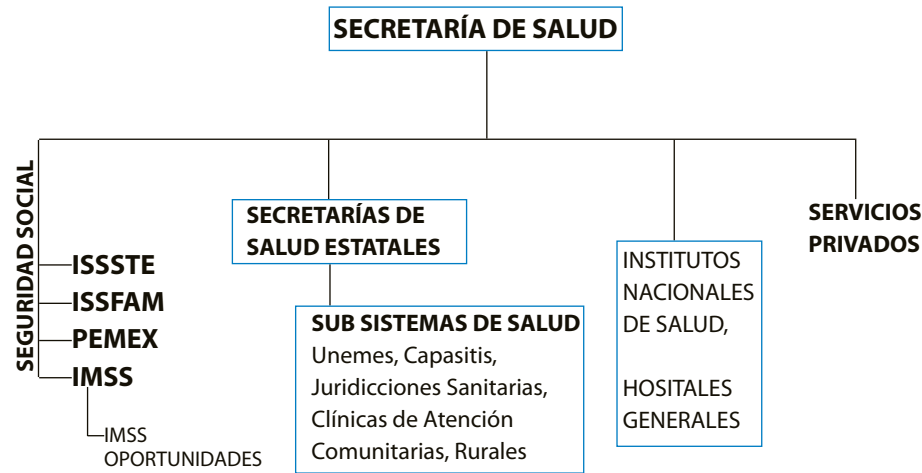 SECRETARÍA DE SALUD
SEGURIDAD SOCIAL
ISSSTE
ISSFAM
PEMEX
IMSS
IMSS
OPORTUNIDADES
SECRETARÍAS DE
SALUD ESTATALES
SUB SISTEMAS DE SALUD
Unemes, Capasitis,
Juridicciones Sanitarias,
Clínicas de Atención
Comunitarias, Rurales
INSTITUTOS
NACIONALES
DE SALUD,
HOSITALES
GENERALES
SERVICIOS
PRIVADOS